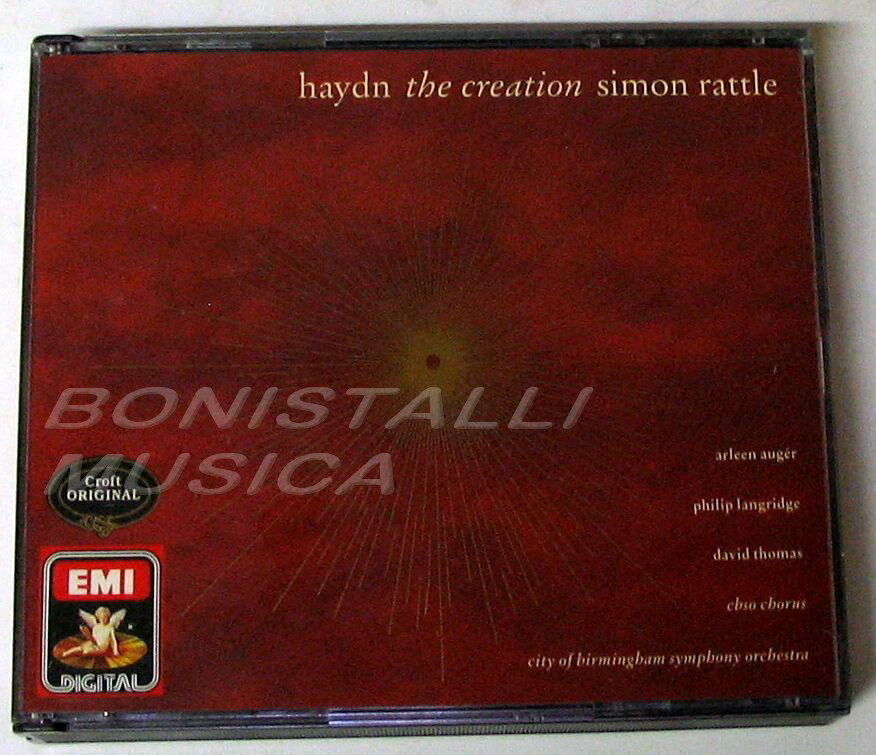 haydn the creation simon rattle
BONISTALLI
MUSICA
arleen augér
Croft
ORIGINAL
philip langridge
david thomas
EMI
cbso chorus
city of birmingham symphony orchestra
DIGITAL